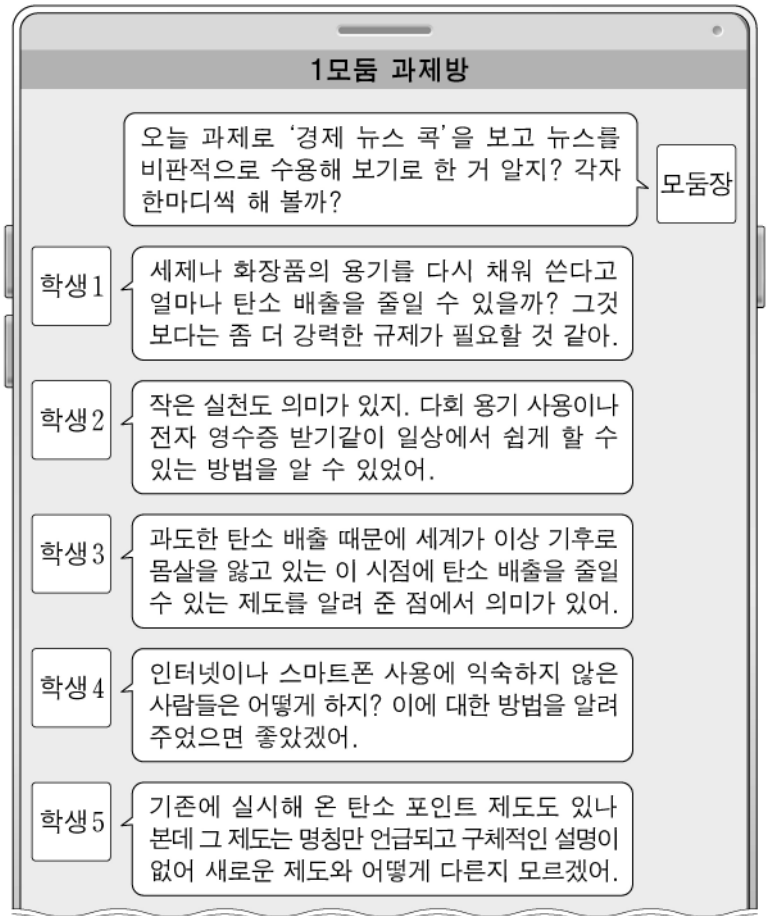 1모둠 과제방
오늘 과제로 ‘경제 뉴스 콕’을 보고 뉴스를
비판적으로 수용해 보기로 한 거 알지? 각자
한마디씩 해 볼까?
모둠장
학생1
세제나 화장품의 용기를 다시 채워 쓴다고
얼마나 탄소 배출을 줄일 수 있을까? 그것
보다는 좀 더 강력한 규제가 필요할 것 같아.
학생2
작은 실천도 의미가 있지. 다회 용기 사용이나
전자 영수증 받기같이 일상에서 쉽게 할 수
있는 방법을 알 수 있었어.
학생3
과도한 탄소 배출 때문에 세계가 이상 기후로
몸살을 앓고 있는 이 시점에 탄소 배출을 줄일
수 있는 제도를 알려 준 점에서 의미가 있어.
학생4
인터넷이나 스마트폰 사용에 익숙하지 않은
사람들은 어떻게 하지? 이에 대한 방법을 알려
주었으면 좋았겠어.
학생5
기존에 실시해 온 탄소 포인트 제도도 있나
본데 그 제도는 명칭만 언급되고 구체적인 설명이
없어 새로운 제도와 어떻게 다른지 모르겠어.